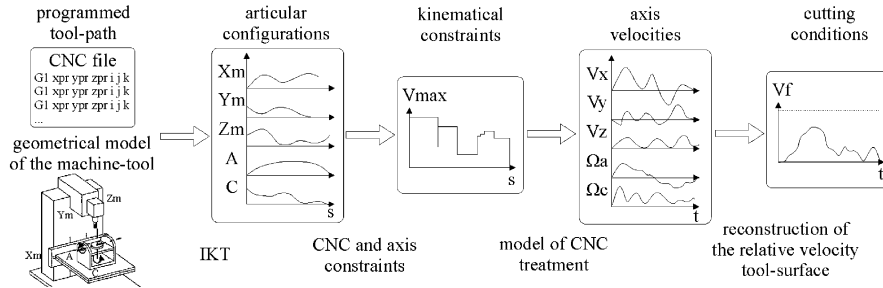 programmed
tool-path
CNC file
G1 xpr ypr zpr i j k
G1 xpr ypr zpr i j k
G1 xpr ypr zpr i j k
...
geometrical model
of the machine-tool
Zm
Ym
Xm
A
C
articular
configurations
Xm
Ym
Zm
A
C
s
IKT
kinematical
constraints
Vmax
s
CNC and axis
constraints
axis
velocities
Vx
Vy
Vz
Ωa
Ωc
t
model of CNC
treatment
cutting
conditions
Vf
t
reconstruction of
the relative velocity
tool-surface